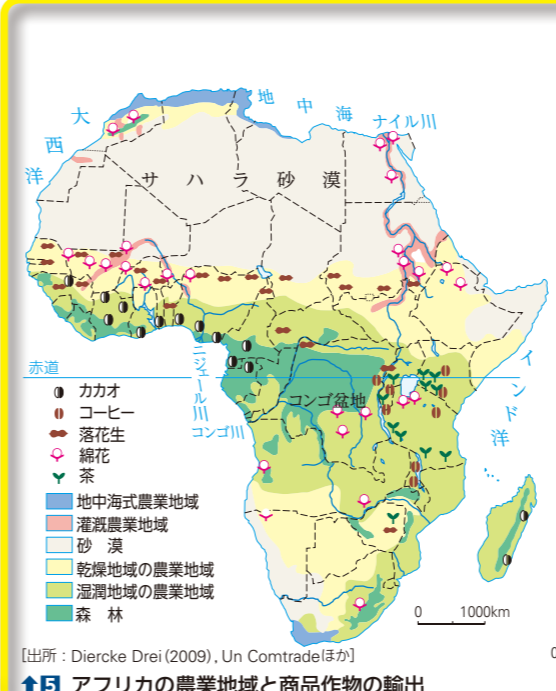 大西洋
地中海
ナイル川
サハラ砂漠
赤道
ニジェール川
コンゴ盆地
コンゴ川
インド洋
カカオ
コーヒー
落花生
綿花
茶
地中海式農業地域
灌漑農業地域
砂漠
乾燥地域の農業地域
湿潤地域の農業地域
森林
0 1000km
[出所:Diercke Drei(2009), Un Comtradeほか]
0
↑5 アフリカの農業地域と商品作物の輸出